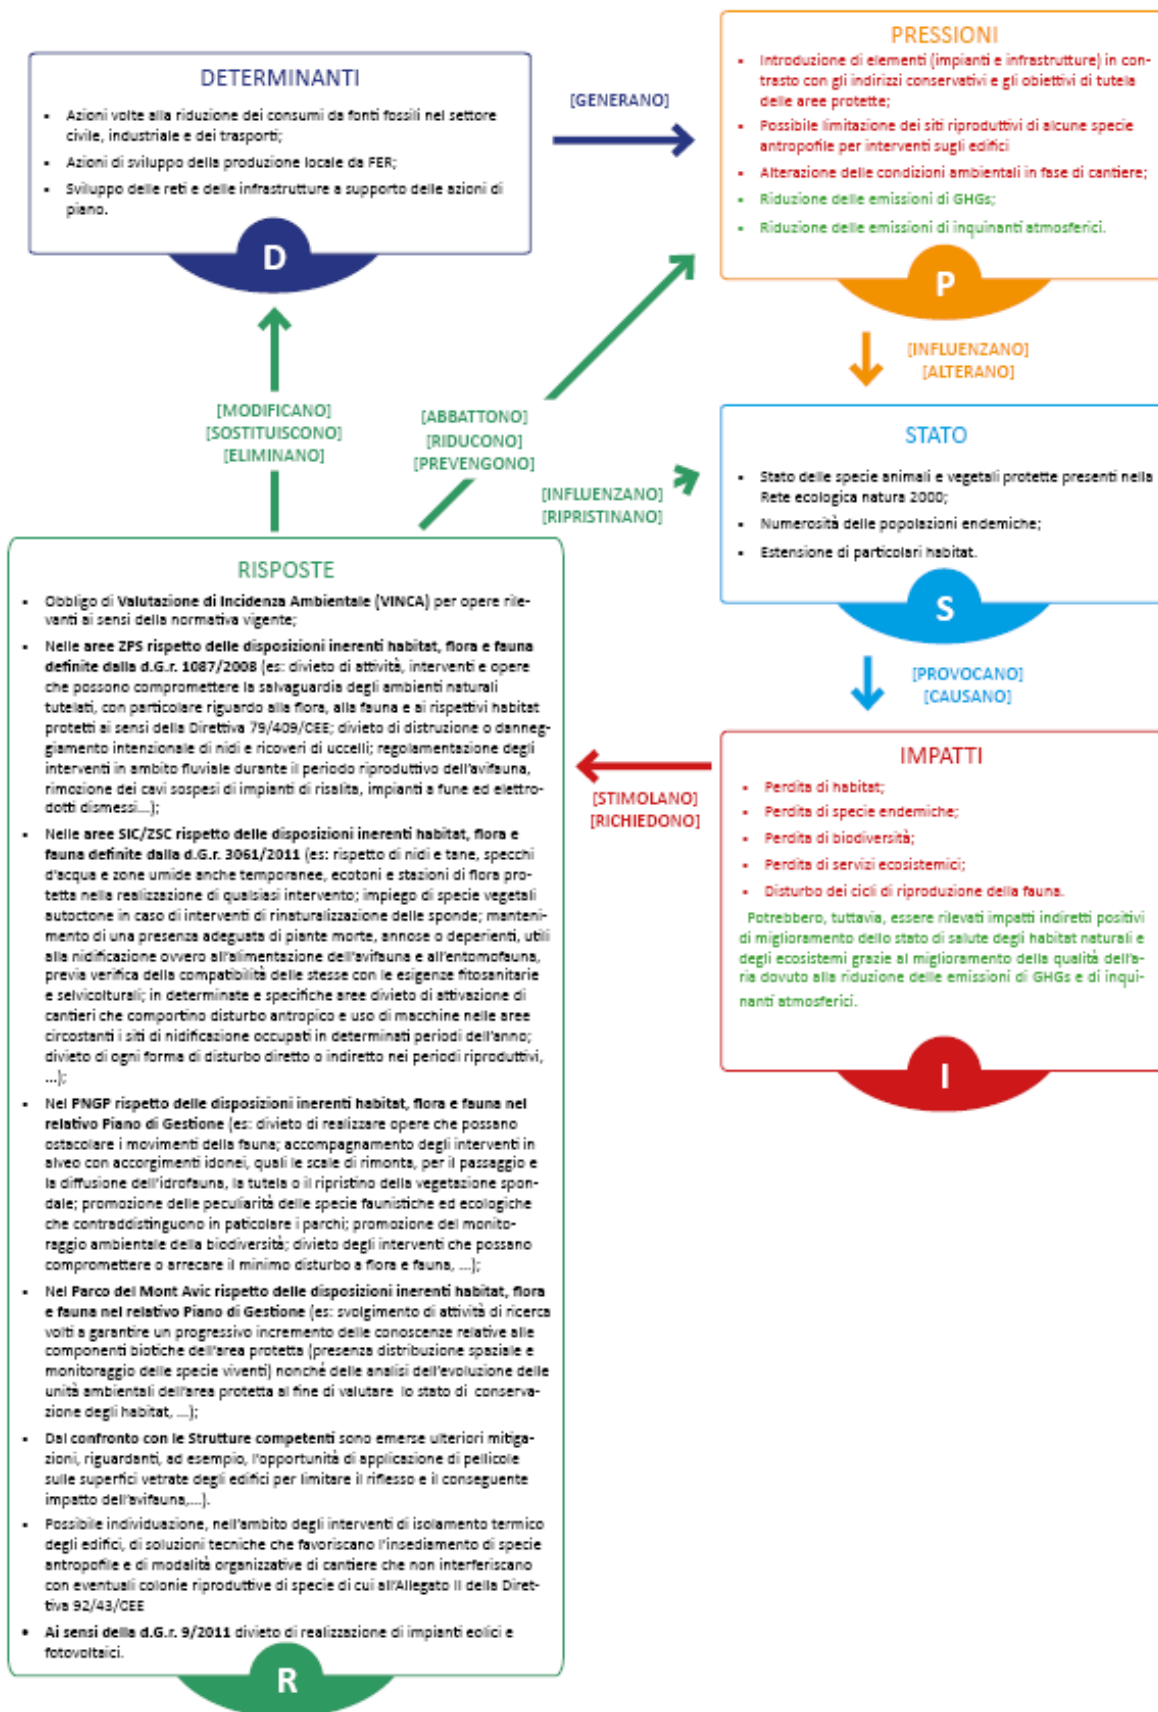 DETERMINANTI
▪ Azioni volte alla riduzione dei consumi da fonti fossili nel settore
civile, industriale e dei trasporti;
▪ Azioni di sviluppo della produzione locale da FER;
▪ Sviluppo delle reti e delle infrastrutture a supporto delle azioni di
piano.
D
[GENERANO]
PRESSIONI
▪ Introduzione di elementi (impianti e infrastrutture) in con-
trasto con gli indirizzi conservativi e gli obiettivi di tutela
delle aree protette;
▪ Possibile limitazione dei siti riproduttivi di alcune specie
antropofile per interventi sugli edifici
▪ Alterazione delle condizioni ambientali in fase di cantiere;
▪ Riduzione delle emissioni di GHGs;
▪ Riduzione delle emissioni di inquinanti atmosferici.
P
[INFLUENZANO]
[ALTERANO]
[MODIFICANO]
[SOSTITUISCONO]
[ELIMINANO]
[ABBATTONO]
[RIDUCONO]
[PREVENGONO]
[INFLUENZANO]
[RIPRISTINANO]
STATO
▪ Stato delle specie animali e vegetali protette presenti nella
Rete ecologica natura 2000;
▪ Numerosità delle popolazioni endemiche;
▪ Estensione di particolari habitat.
S
[PROVOCANO]
[CAUSANO]
IMPATTI
▪ Perdita di habitat;
▪ Perdita di specie endemiche;
▪ Perdita di biodiversità;
▪ Perdita di servizi ecosistemici;
▪ Disturbo dei cicli di riproduzione della fauna.
Potrebbero, tuttavia, essere rilevati impatti indiretti positivi
di miglioramento dello stato di salute degli habitat naturali e
degli ecosistemi grazie al miglioramento della qualità dell'a-
ria dovuto alla riduzione delle emissioni di GHGs e di inqui-
nanti atmosferici.
I
[STIMOLANO]
[RICHIEDONO]
RISPOSTE
▪ Obbligo di Valutazione di Incidenza Ambientale (VINCA) per opere rile-
vanti ai sensi della normativa vigente;
▪ Nelle aree ZPS rispetto delle disposizioni inerenti habitat, flora e fauna
definite dalla d.G.r. 1087/2008 (es: divieto di attività, interventi e opere
che possono compromettere la salvaguardia degli ambienti naturali
tutelati, con particolare riguardo alla flora, alla fauna e ai rispettivi habitat
protetti ai sensi della Direttiva 79/409/CEE; divieto di distruzione o danneg-
giamento intenzionale di nidi e ricoveri di uccelli; regolamentazione degli
interventi in ambito fluviale durante il periodo riproduttivo dell'avifauna,
rimozione dei cavi sospesi di impianti di risalita, impianti a fune ed elettro-
dotti dismessi...);
▪ Nelle aree SIC/ZSC rispetto delle disposizioni inerenti habitat, flora e
fauna definite dalla d.G.r. 3061/2011 (es: rispetto di nidi e tane, specchi
d'acqua e zone umide anche temporanee, ecotoni e stazioni di flora pro-
tetta nella realizzazione di qualsiasi intervento; impiego di specie vegetali
autoctone in caso di interventi di rinaturalizzazione delle sponde; manteni-
mento di una presenza adeguata di piante morte, annose o deperienti, utili
alla nidificazione ovvero all'alimentazione dell'avifauna e all'entomofauna,
previa verifica della compatibilità delle stesse con le esigenze fitosanitarie
e selvicolturali; in determinate e specifiche aree divieto di attivazione di
cantieri che comportino disturbo antropico e uso di macchine nelle aree
circostanti i siti di nidificazione occupati in determinati periodi dell'anno;
divieto di ogni forma di disturbo diretto o indiretto nei periodi riproduttivi,
...);
▪ Nel PNGP rispetto delle disposizioni inerenti habitat, flora e fauna nel
relativo Piano di Gestione (es: divieto di realizzare opere che possano
ostacolare i movimenti della fauna; accompagnamento degli interventi in
alveo con accorgimenti idonei, quali le scale di rimonta, per il passaggio e
la diffusione dell'idrofauna, la tutela o il ripristino della vegetazione spon-
dale; promozione delle peculiarità delle specie faunistiche ed ecologiche
che contraddistinguono in paticolare i parchi; promozione del monito-
raggio ambientale della biodiversità; divieto degli interventi che possano
compromettere o arrecare il minimo disturbo a flora e fauna, ...);
▪ Nel Parco del Mont Avic rispetto delle disposizioni inerenti habitat, flora
e fauna nel relativo Piano di Gestione (es: svolgimento di attività di ricerca
volti a garantire un progressivo incremento delle conoscenze relative alle
componenti biotiche dell'area protetta (presenza distribuzione spaziale e
monitoraggio delle specie viventi) nonché delle analisi dell'evoluzione delle
unità ambientali dell'area protetta al fine di valutare lo stato di conserva-
zione degli habitat, ...);
▪ Dal confronto con le Strutture competenti sono emerse ulteriori mitiga-
zioni, riguardanti, ad esempio, l'opportunità di applicazione di pellicole
sulle superfici vetrate degli edifici per limitare il riflesso e il conseguente
impatto dell'avifauna,...).
▪ Possibile individuazione, nell'ambito degli interventi di isolamento termico
degli edifici, di soluzioni tecniche che favoriscano l'insediamento di specie
antropofile e di modalità organizzative di cantiere che non interferiscano
con eventuali colonie riproduttive di specie di cui all'Allegato II della Diret-
tiva 92/43/CEE
• Ai sensi della d.G.r. 9/2011 divieto di realizzazione di impianti eolici e
fotovoltaici.
R